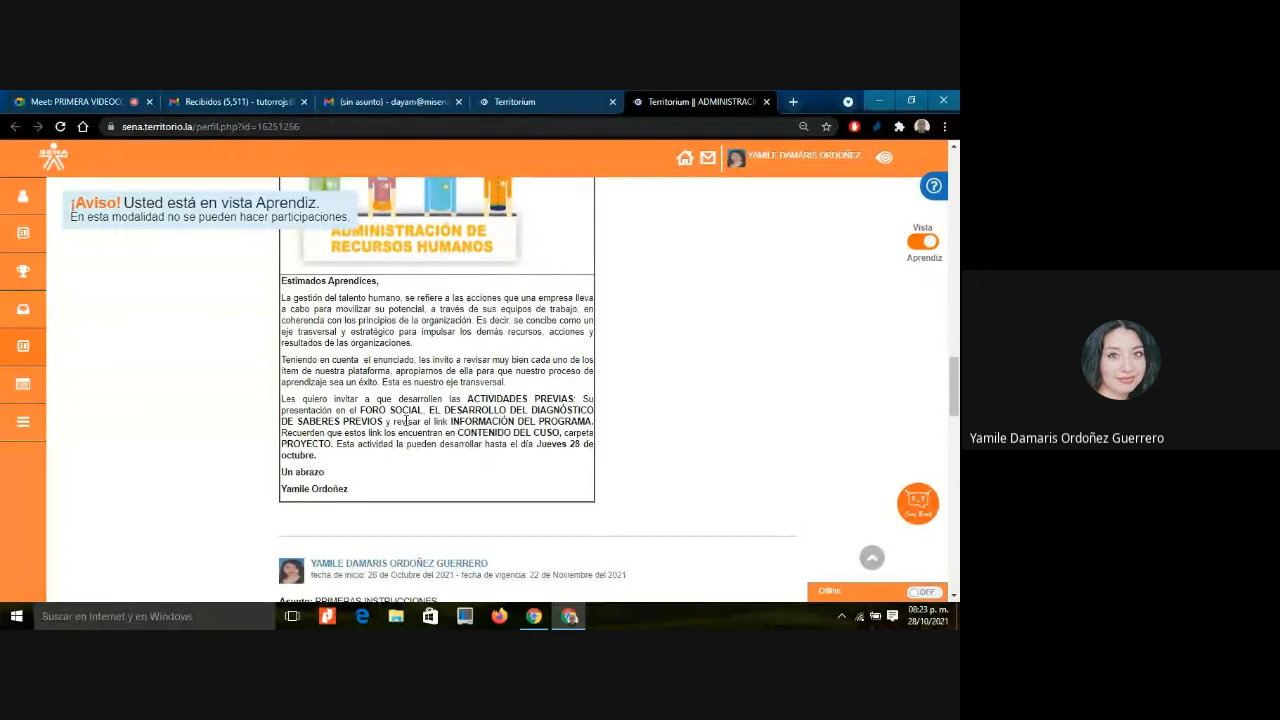 Meet: PRIMERA VIDEOC
Recibidos (5,511) - tutorrojs@
(sin asunto) - dayam@misen
Territorium
Territorium || ADMINISTRACI
sena.territorio.la/perfil.php?id=16251266
SENA
YAMILE DAMARIS ORDOÑEZ
¡Aviso! Usted está en vista Aprendiz.
En esta modalidad no se pueden hacer participaciones.
Vista
Aprendiz
ADMINISTRACIÓN DE
RECURSOS HUMANOS
Estimados Aprendices,
La gestión del talento humano, se refiere a las acciones que una empresa lleva
a cabo para movilizar su potencial, a través de sus equipos de trabajo, en
coherencia con los principios de la organización. Es decir, se concibe como un
eje trasversal y estratégico para impulsar los demás recursos, acciones y
resultados de las organizaciones.
Teniendo en cuenta el enunciado, les invito a revisar muy bien cada uno de los
ítem de nuestra plataforma, apropiarnos de ella para que nuestro proceso de
aprendizaje sea un éxito. Esta es nuestro eje transversal.
Les quiero invitar a que desarrollen las ACTIVIDADES PREVIAS: Su
presentación en el FORO SOCIAL, EL DESARROLLO DEL DIAGNÓSTICO
DE SABERES PREVIOS y revisar el link INFORMACIÓN DEL PROGRAMA.
Recuerden que estos link los encuentran en CONTENIDO DEL CUSO, carpeta
PROYECTO. Esta actividad la pueden desarrollar hasta el día Jueves 28 de
octubre.
Un abrazo
Yamile Ordoñez
YAMILE DAMARIS ORDOÑEZ GUERRERO
fecha de inicio: 26 de Octubre del 2021 - fecha de vigencia: 22 de Noviembre del 2021
Asunto: PRIMERAS INSTRUCCIONES
Offline
OFF
Buscar en Internet y en Windows
08:23 p. m.
28/10/2021
Yamile Damaris Ordoñez Guerrero